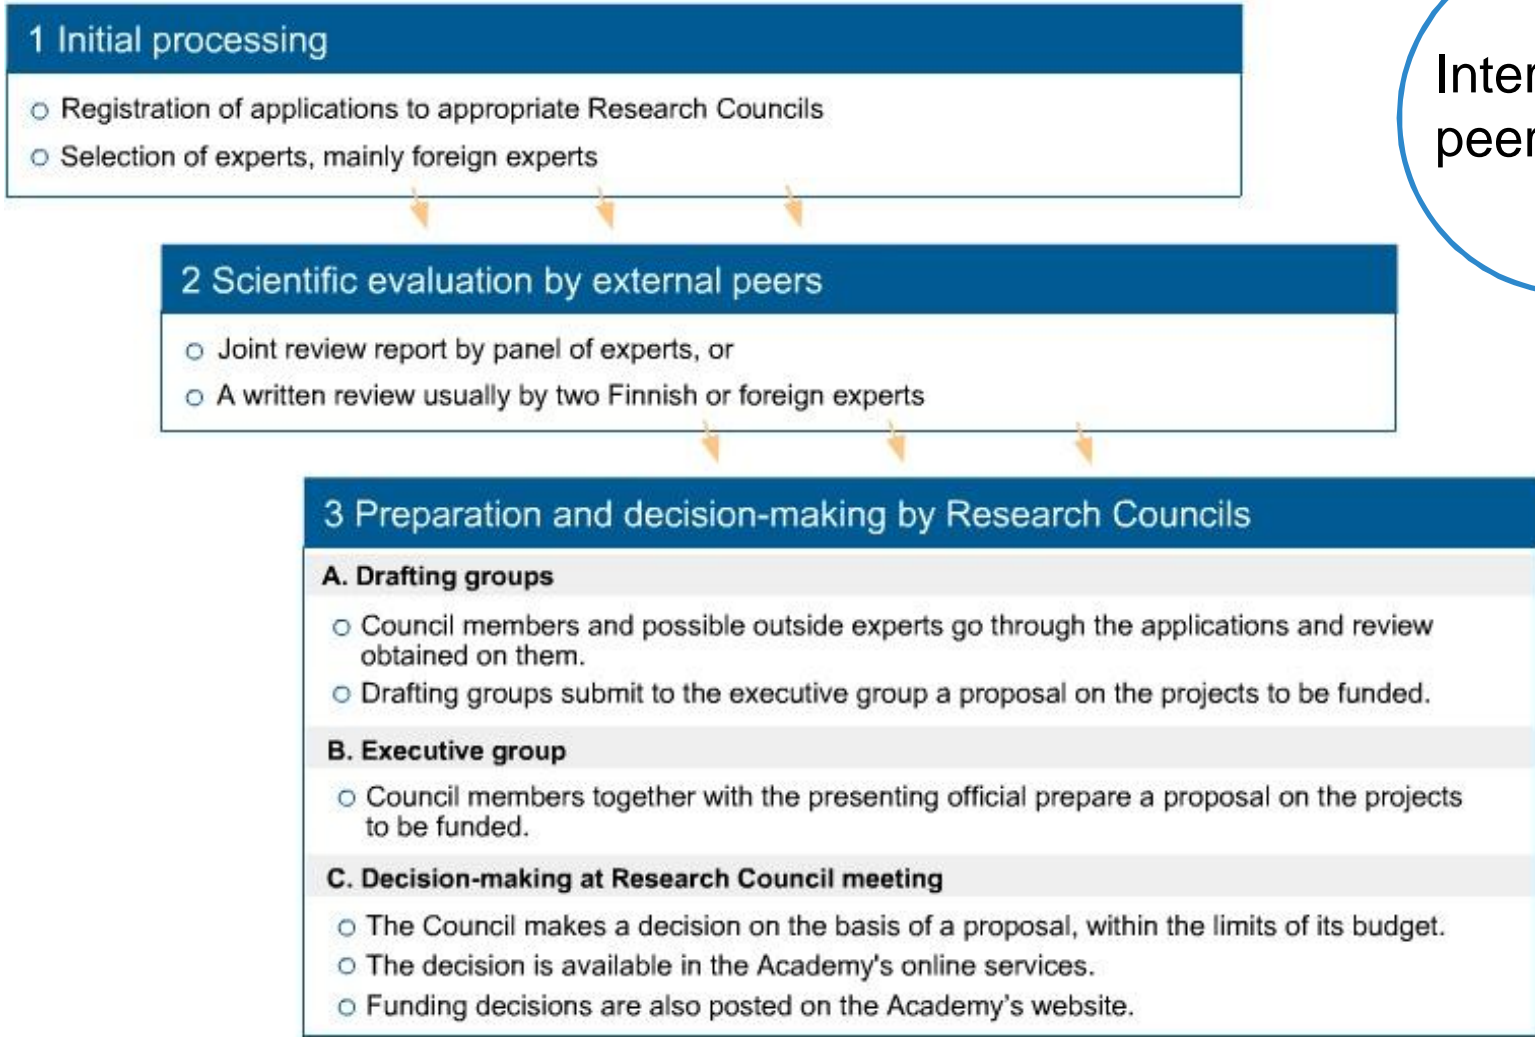 1 Initial processing
Registration of applications to appropriate Research Councils
Selection of experts, mainly foreign experts
2 Scientific evaluation by external peers
Joint review report by panel of experts, or
A written review usually by two Finnish or foreign experts
3 Preparation and decision-making by Research Councils
A. Drafting groups
Council members and possible outside experts go through the applications and review
obtained on them.
Drafting groups submit to the executive group a proposal on the projects to be funded.
B. Executive group
Council members together with the presenting official prepare a proposal on the projects
to be funded.
C. Decision-making at Research Council meeting
The Council makes a decision on the basis of a proposal, within the limits of its budget.
The decision is available in the Academy's online services.
Funding decisions are also posted on the Academy's website.